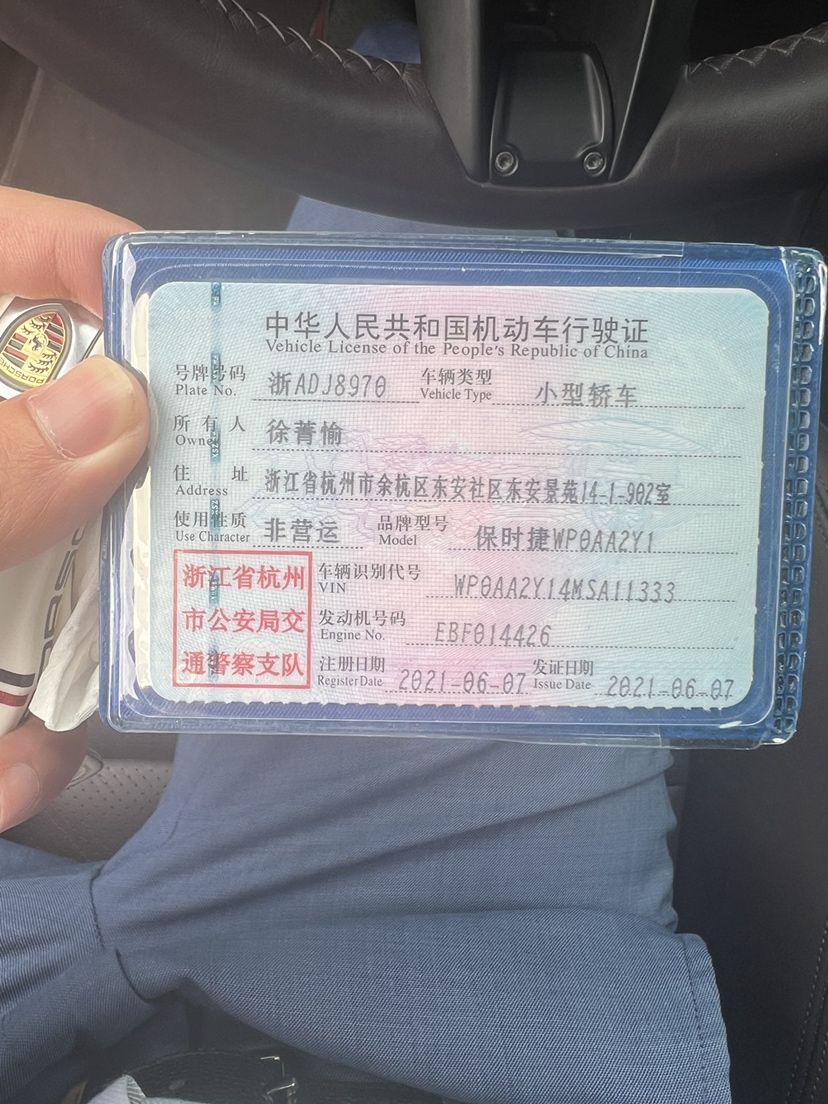 中华人民共和国机动车行驶证
Vehicle License of the People's Republic of China
号牌号码 浙ADJ8970 车辆类型 小型轿车
Plate No. Vehicle Type
所有人 徐菁愉
Owner
住址 浙江省杭州市余杭区东安社区东安景苑14-1-902室
Address
使用性质 非营运 品牌型号 保时捷WP0AA2Y1
Use Character Model
浙江省杭州
市公安局交
通警察支队
车辆识别代号 WP0AA2Y14MSA11333
VIN
发动机号码 EBF014426
Engine No.
注册日期 2021-06-07 发证日期 2021-06-07
Register Date Issue Date
PORSCHE